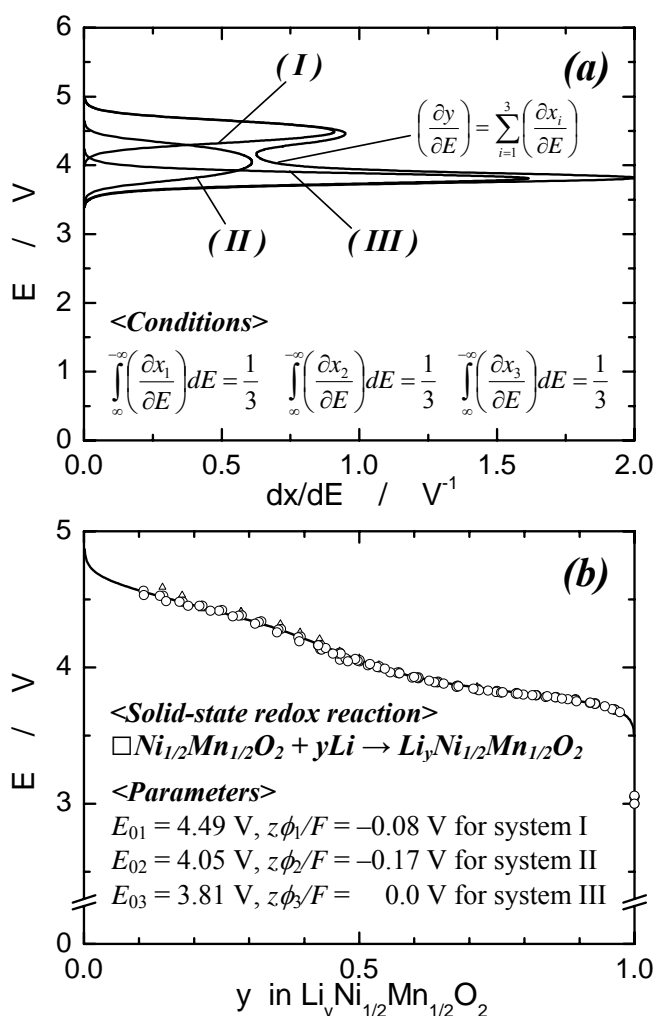 (a)
(I)
(∂y/∂E) = ∑_{i=1}^{3} (∂x_i/∂E)
(II)
(III)
<Conditions>
∫_{∞}^{-∞} (∂x₁/∂E) dE = 1/3 ∫_{∞}^{-∞} (∂x₂/∂E) dE = 1/3 ∫_{∞}^{-∞} (∂x₃/∂E) dE = 1/3
6
5
4
3
2
1
0
E / V
0.0 0.5 1.0 1.5 2.0
dx/dE / V⁻¹
(b)
<Solid-state redox reaction>
□Ni1/2Mn1/2O2 + yLi → LiyNi1/2Mn1/2O2
<Parameters>
E01 = 4.49 V, zϕ1/F = –0.08 V for system I
E02 = 4.05 V, zϕ2/F = –0.17 V for system II
E03 = 3.81 V, zϕ3/F = 0.0 V for system III
5
4
3
0
E / V
0.0 0.5 1.0
y in LiyNi1/2Mn1/2O2